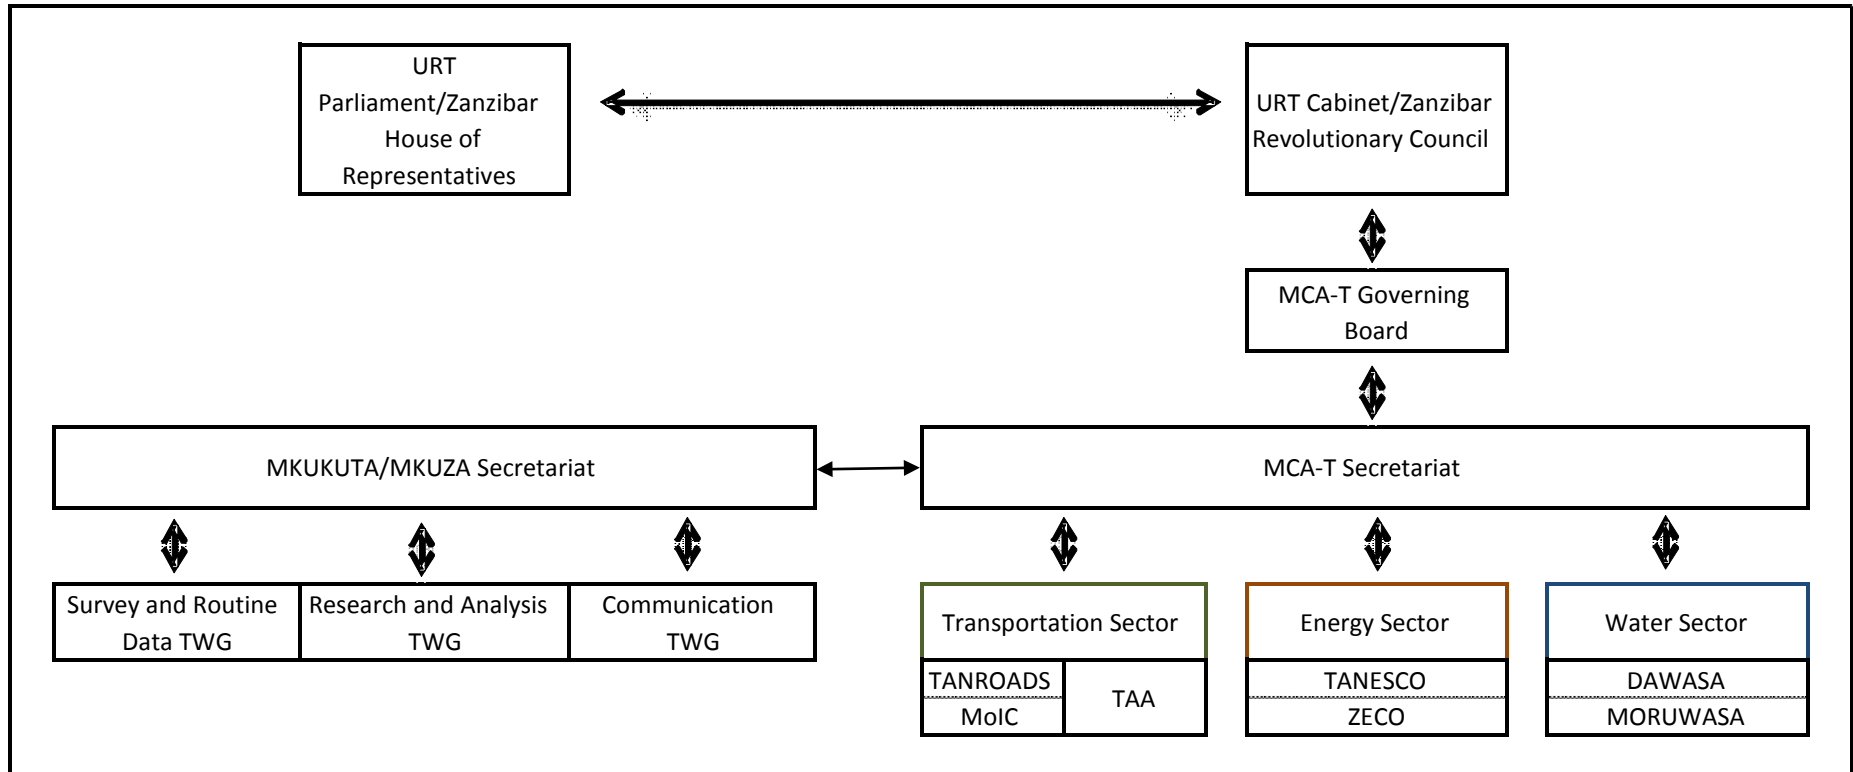 URT
Parliament/Zanzibar
House of
Representatives
URT Cabinet/Zanzibar
Revolutionary Council
MCA-T Governing
Board
MKUKUTA/MKUZA Secretariat
MCA-T Secretariat
Survey and Routine
Data TWG
Research and Analysis
TWG
Communication
TWG
Transportation Sector
Energy Sector
Water Sector
TANROADS
MoIC
TAA
TANESCO
ZECO
DAWASA
MORUWASA